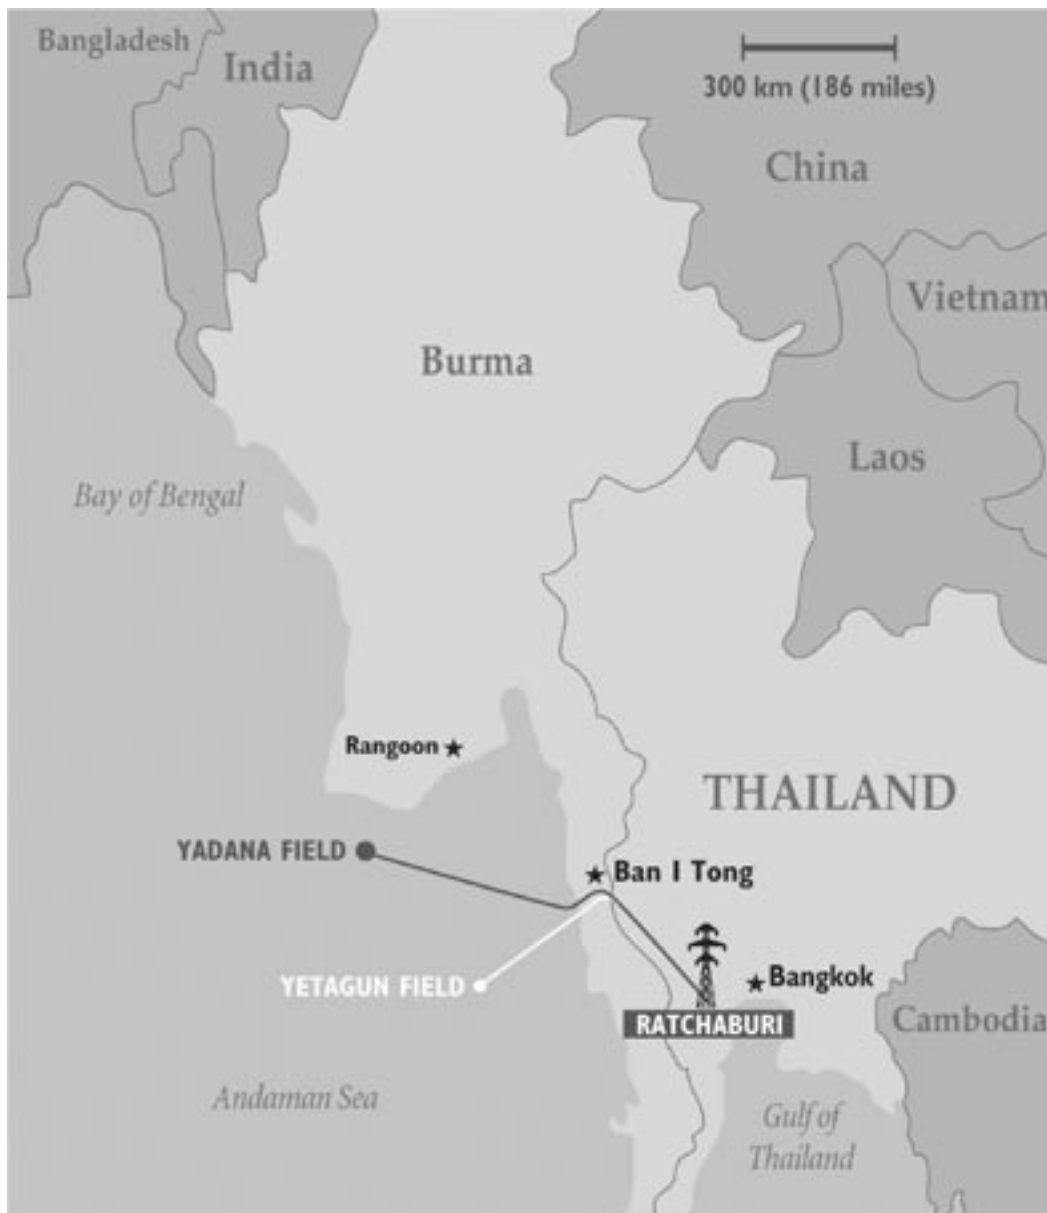 Bangladesh
India
300 km (186 miles)
China
Vietnam
Burma
Laos
Bay of Bengal
Rangoon
THAILAND
YADANA FIELD
Ban I Tong
YETAGUN FIELD
Bangkok
RATCHABURI
Cambodia
Andaman Sea
Gulf of
Thailand